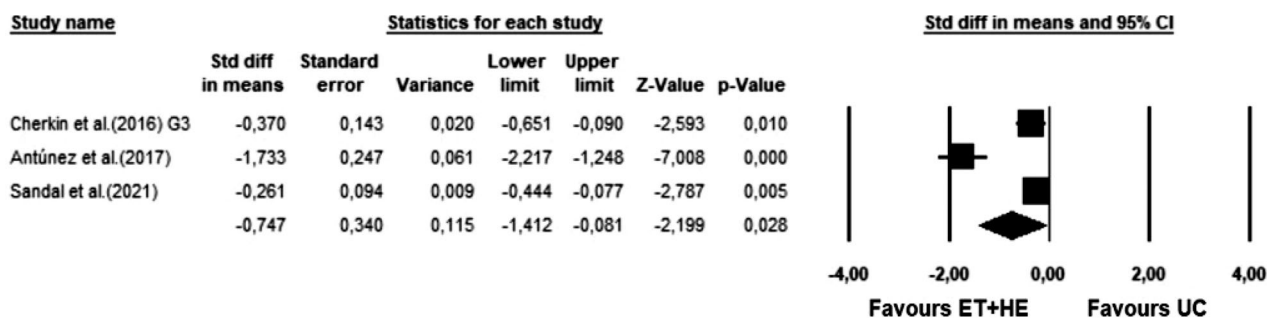 Study name Statistics for each study Std diff in means and 95% CI
Std diff Standard Lower Upper
in means error Variance limit limit Z-Value p-Value
Cherkin et al.(2016) G3 -0,370 0,143 0,020 -0,651 -0,090 -2,593 0,010
Antúnez et al.(2017) -1,733 0,247 0,061 -2,217 -1,248 -7,008 0,000
Sandal et al.(2021) -0,261 0,094 0,009 -0,444 -0,077 -2,787 0,005
-0,747 0,340 0,115 -1,412 -0,081 -2,199 0,028
-4,00 -2,00 0,00 2,00 4,00
Favours ET+HE Favours UC